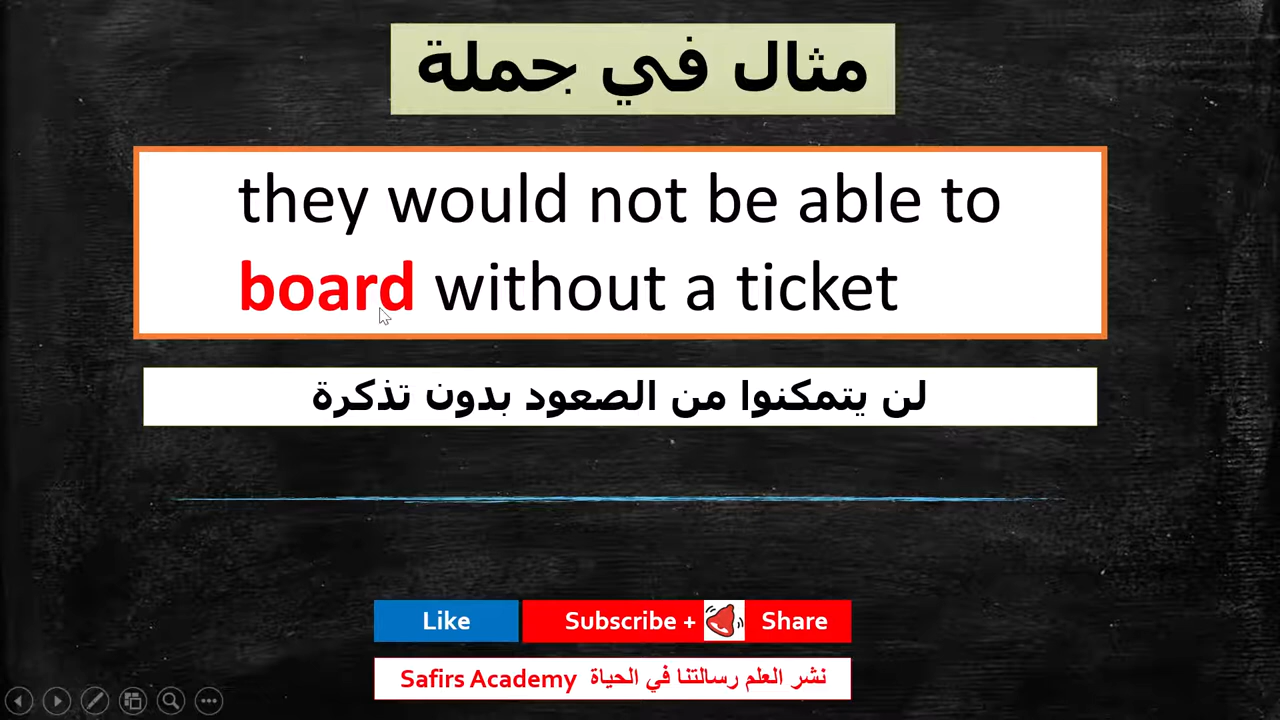 مثال في جملة
they would not be able to
board without a ticket
لن يتمكنوا من الصعود بدون تذكرة
Like Subscribe + Share
Safirs Academy نشر العلم رسالتنا في الحياة